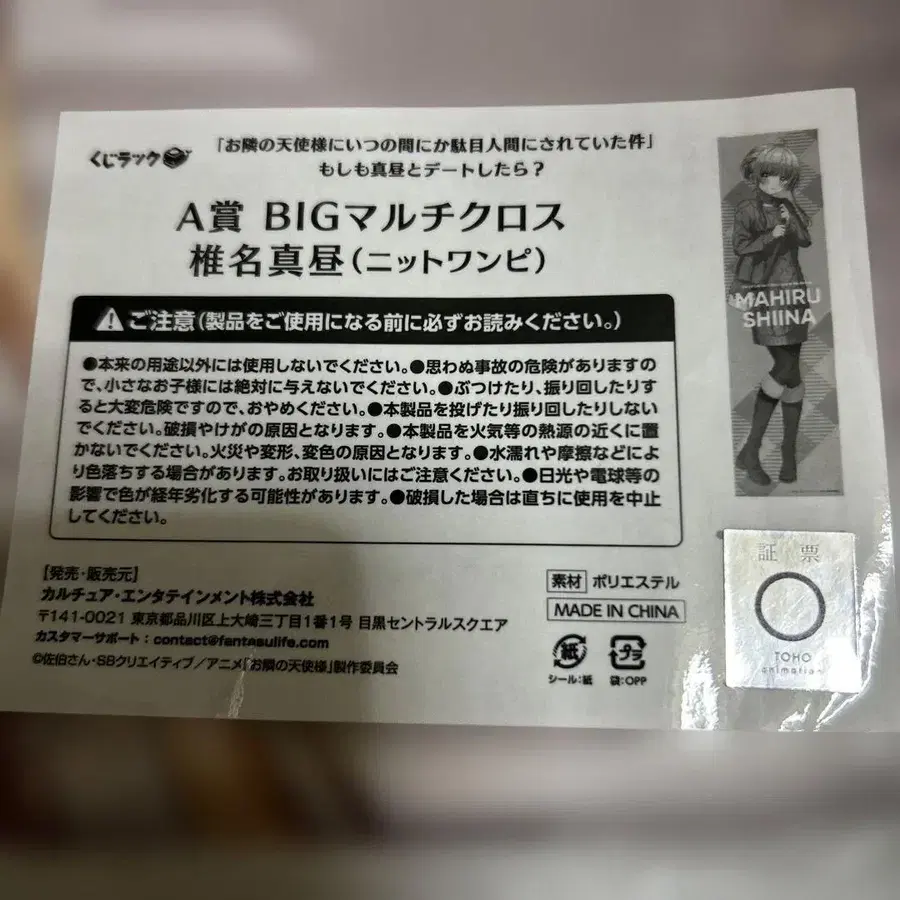 くじラック
「お隣の天使様にいつの間にか駄目人間にされていた件」
もしも真昼とデートしたら?
A賞 BIGマルチクロス
椎名真昼(ニットワンピ)
MAHIRU
SHIINA
ご注意(製品をご使用になる前に必ずお読みください。)
●本来の用途以外には使用しないでください。●思わぬ事故の危険がありますの
で、小さなお子様には絶対に与えないでください。●ぶつけたり、振り回したりす
ると大変危険ですので、おやめください。●本製品を投げたり振り回したりしない
でください。破損やけがの原因となります。●本製品を火気等の熱源の近くに置
かないでください。火災や変形、変色の原因となります。●水濡れや摩擦などによ
り色落ちする場合があります。お取り扱いにはご注意ください。●日光や電球等の
影響で色が経年劣化する可能性があります。●破損した場合は直ちに使用を中止
してください。
【発売・販売元】
カルチュア・エンタテインメント株式会社
〒141-0021 東京都品川区上大崎三丁目1番1号 目黒セントラルスクエア
カスタマーサポート:contact@fantasulife.com
©佐伯さん・SBクリエイティブ/アニメ「お隣の天使様」製作委員会
素材 ポリエステル
MADE IN CHINA
紙 プラ
シール:紙 袋:OPP
証 票
TOHO
animation